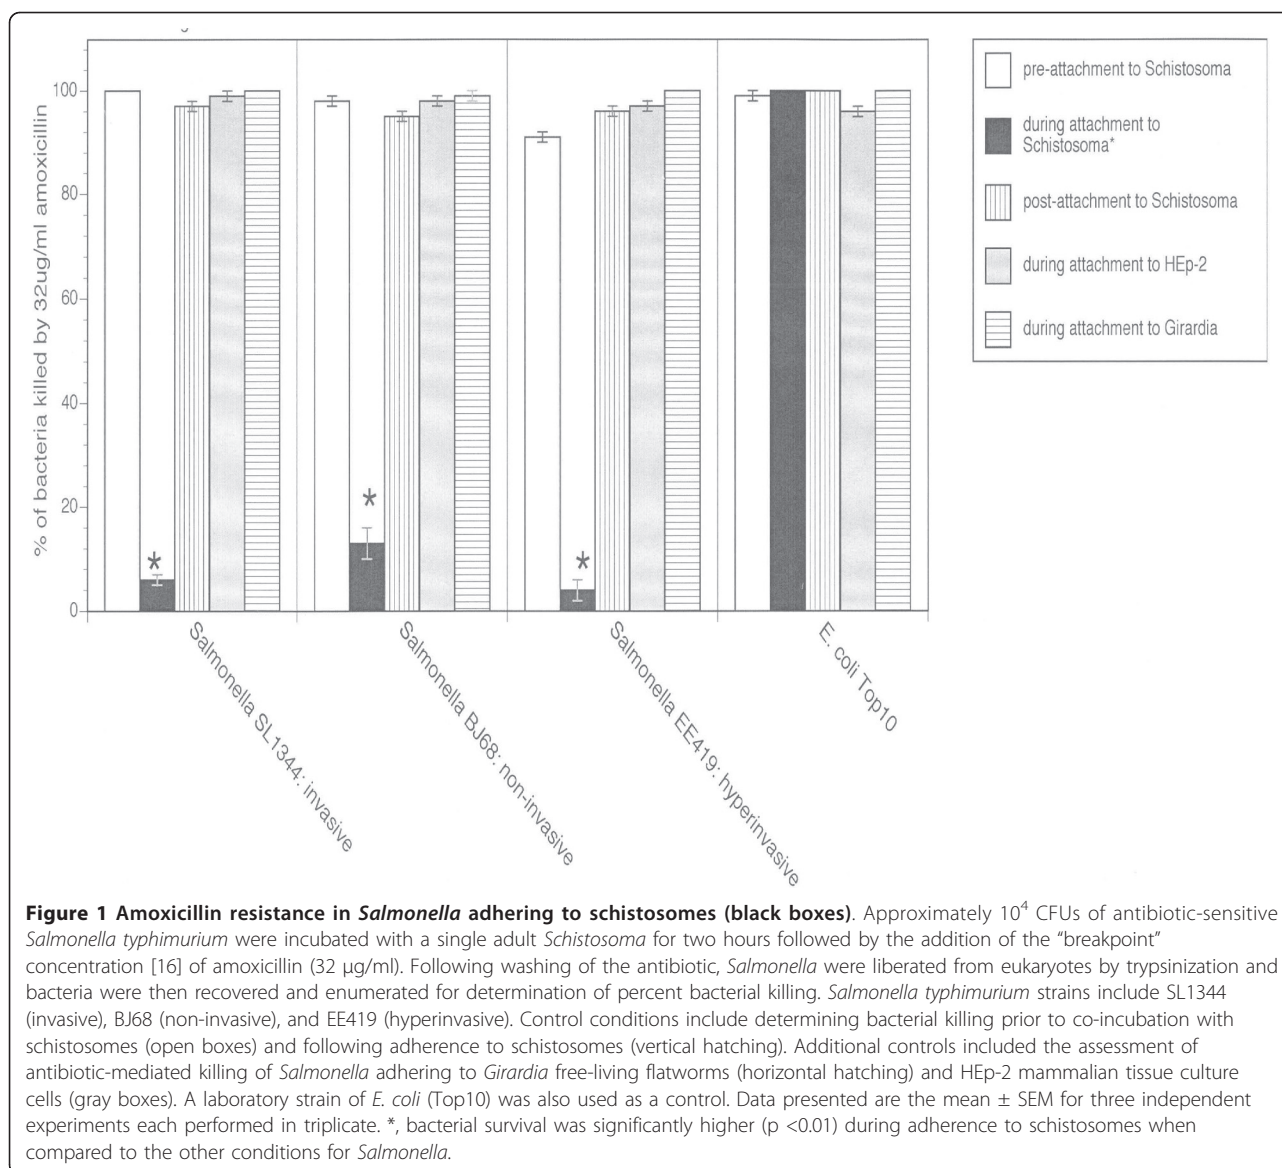 % of bacteria killed by 32ug/ml amoxicillin
100
80
60
40
20
0
*
*
*
Salmonella SL1344: invasive
Salmonella BJ68: non-invasive
Salmonella EE419: hyperinvasive
E. coli Top10
pre-attachment to Schistosoma
during attachment to
Schistosoma*
post-attachment to Schistosoma
during attachment to HEp-2
during attachment to Girardia
Figure 1 Amoxicillin resistance in Salmonella adhering to schistosomes (black boxes). Approximately 10⁴ CFUs of antibiotic-sensitive
Salmonella typhimurium were incubated with a single adult Schistosoma for two hours followed by the addition of the “breakpoint”
concentration [16] of amoxicillin (32 μg/ml). Following washing of the antibiotic, Salmonella were liberated from eukaryotes by trypsinization and
bacteria were then recovered and enumerated for determination of percent bacterial killing. Salmonella typhimurium strains include SL1344
(invasive), BJ68 (non-invasive), and EE419 (hyperinvasive). Control conditions include determining bacterial killing prior to co-incubation with
schistosomes (open boxes) and following adherence to schistosomes (vertical hatching). Additional controls included the assessment of
antibiotic-mediated killing of Salmonella adhering to Girardia free-living flatworms (horizontal hatching) and HEp-2 mammalian tissue culture
cells (gray boxes). A laboratory strain of E. coli (Top10) was also used as a control. Data presented are the mean ± SEM for three independent
experiments each performed in triplicate. *, bacterial survival was significantly higher (p <0.01) during adherence to schistosomes when
compared to the other conditions for Salmonella.